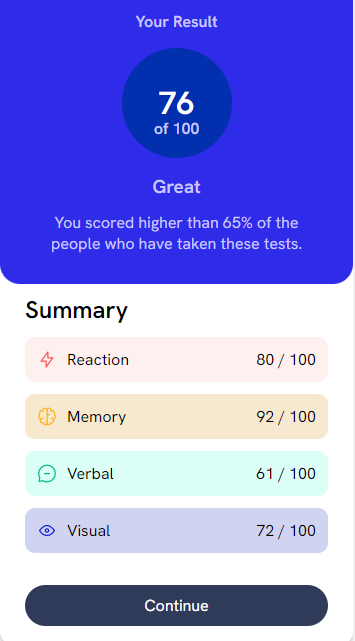 Your Result
76
of 100
Great
You scored higher than 65% of the
people who have taken these tests.
Summary
Reaction 80 / 100
Memory 92 / 100
Verbal 61 / 100
Visual 72 / 100
Continue